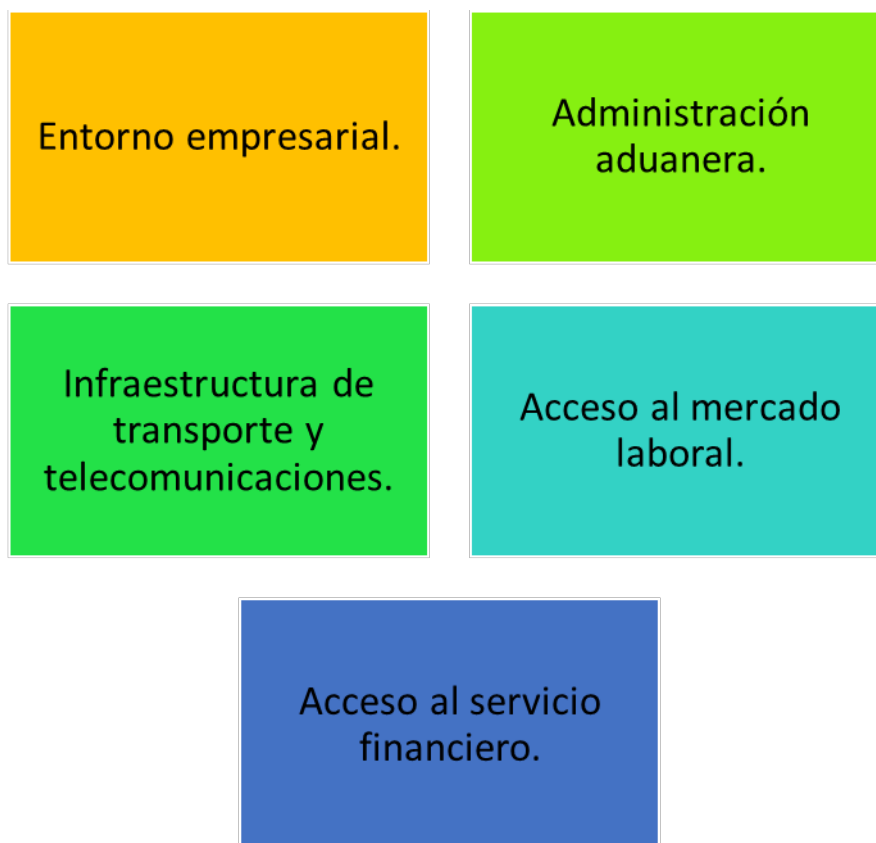 Entorno empresarial.
Administración
aduanera.
Infraestructura de
transporte y
telecomunicaciones.
Acceso al mercado
laboral.
Acceso al servicio
financiero.